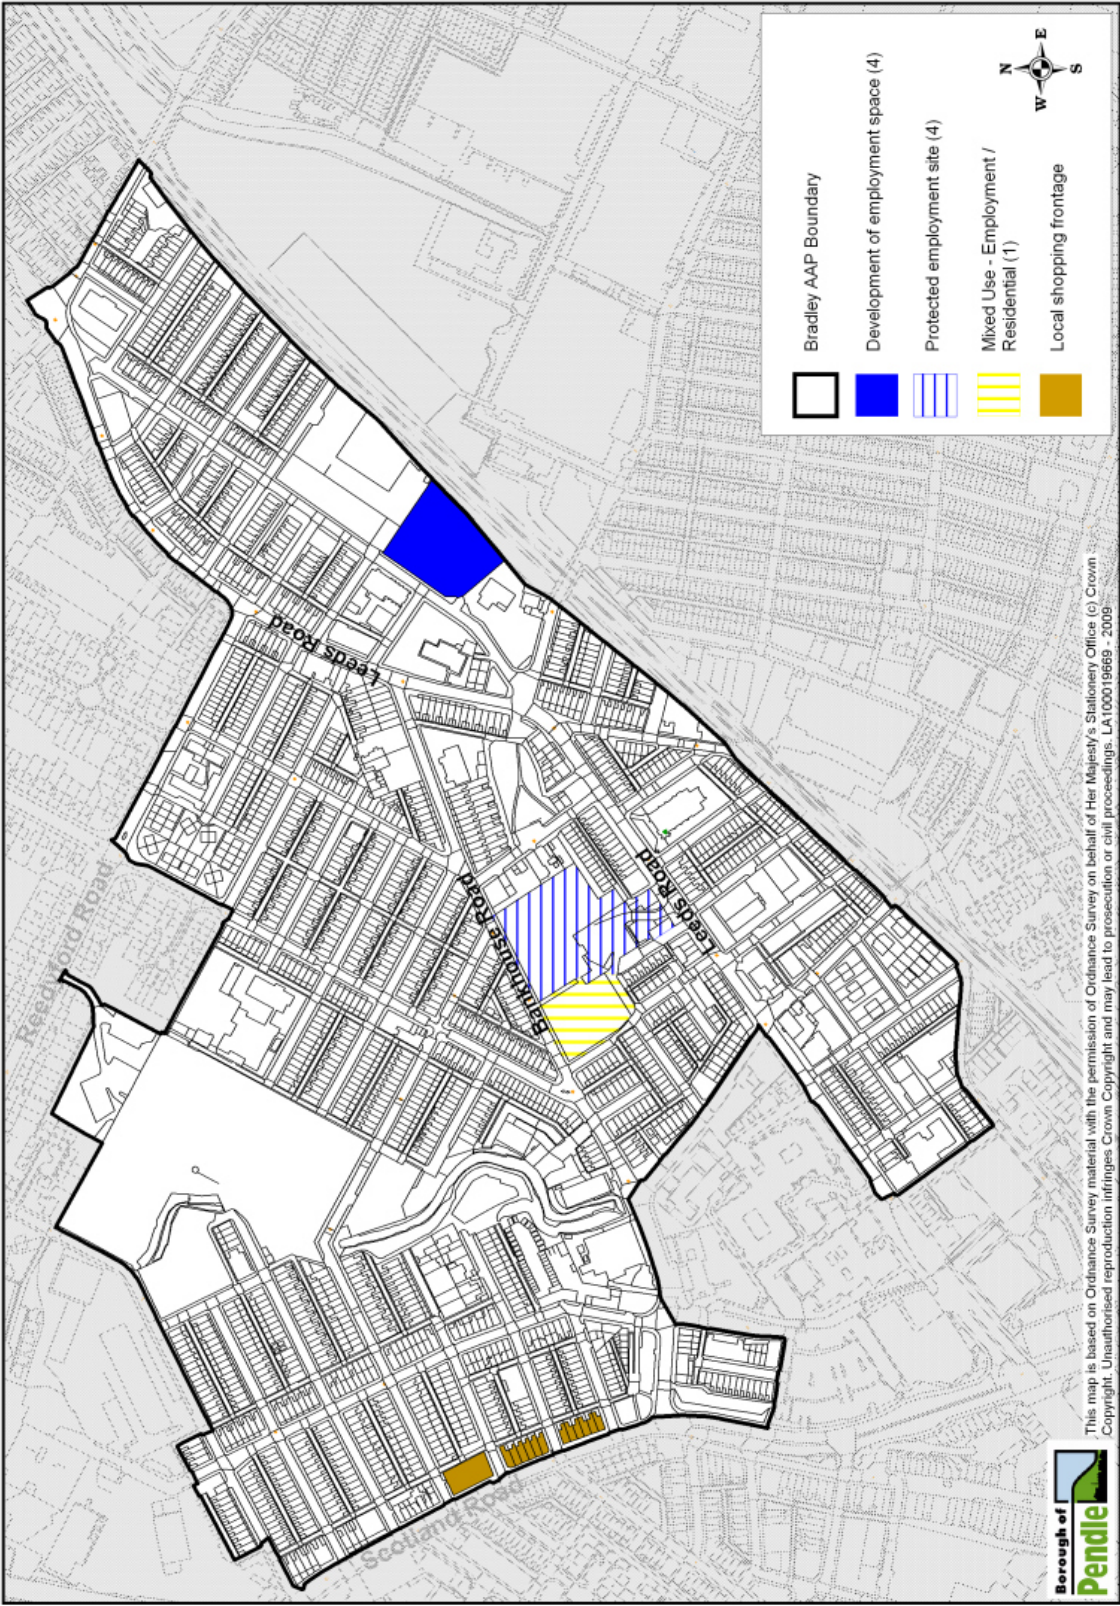 Reedyford Road
Leeds Road
Bankhouse Road
Leeds Road
Scotland Road
Bradley AAP Boundary
Development of employment space (4)
Protected employment site (4)
Mixed Use - Employment /
Residential (1)
Local shopping frontage
N
W
E
S
Borough of
Pendle
This map is based on Ordnance Survey material with the permission of Ordnance Survey on behalf of Her Majesty's Stationery Office (c) Crown
Copyright. Unauthorised reproduction infringes Crown Copyright and may lead to prosecution or civil proceedings. LA100019669 - 2009.